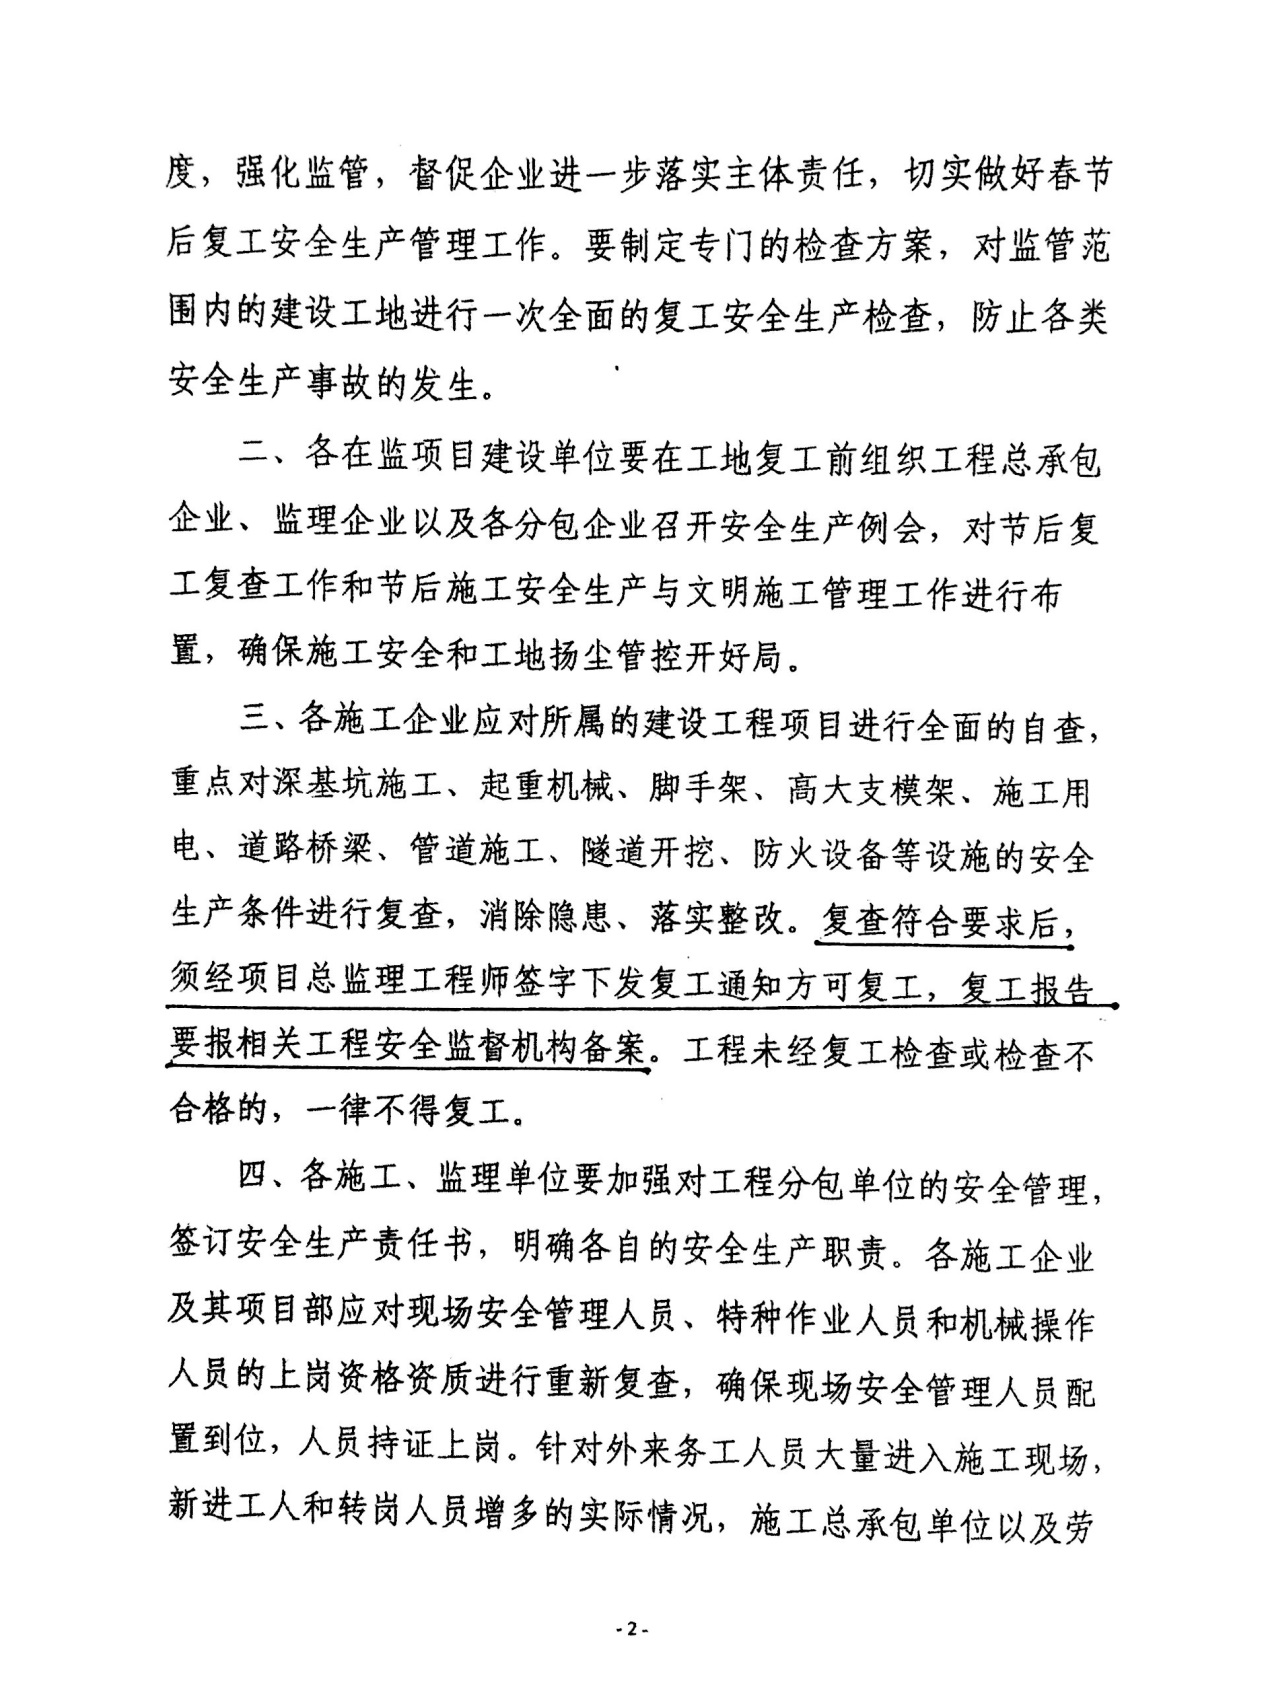 度，强化监管，督促企业进一步落实主体责任，切实做好春节
后复工安全生产管理工作。要制定专门的检查方案，对监管范
围内的建设工地进行一次全面的复工安全生产检查，防止各类
安全生产事故的发生。
二、各在监项目建设单位要在工地复工前组织工程总承包
企业、监理企业以及各分包企业召开安全生产例会，对节后复
工复查工作和节后施工安全生产与文明施工管理工作进行布
置，确保施工安全和工地扬尘管控开好局。
三、各施工企业应对所属的建设工程项目进行全面的自查，
重点对深基坑施工、起重机械、脚手架、高大支模架、施工用
电、道路桥梁、管道施工、隧道开挖、防火设备等设施的安全
生产条件进行复查，消除隐患、落实整改。复查符合要求后，
须经项目总监理工程师签字下发复工通知方可复工，复工报告
要报相关工程安全监督机构备案。工程未经复工检查或检查不
合格的，一律不得复工。
四、各施工、监理单位要加强对工程分包单位的安全管理，
签订安全生产责任书，明确各自的安全生产职责。各施工企业
及其项目部应对现场安全管理人员、特种作业人员和机械操作
人员的上岗资格资质进行重新复查，确保现场安全管理人员配
置到位，人员持证上岗。针对外来务工人员大量进入施工现场，
新进工人和转岗人员增多的实际情况，施工总承包单位以及劳
-2-